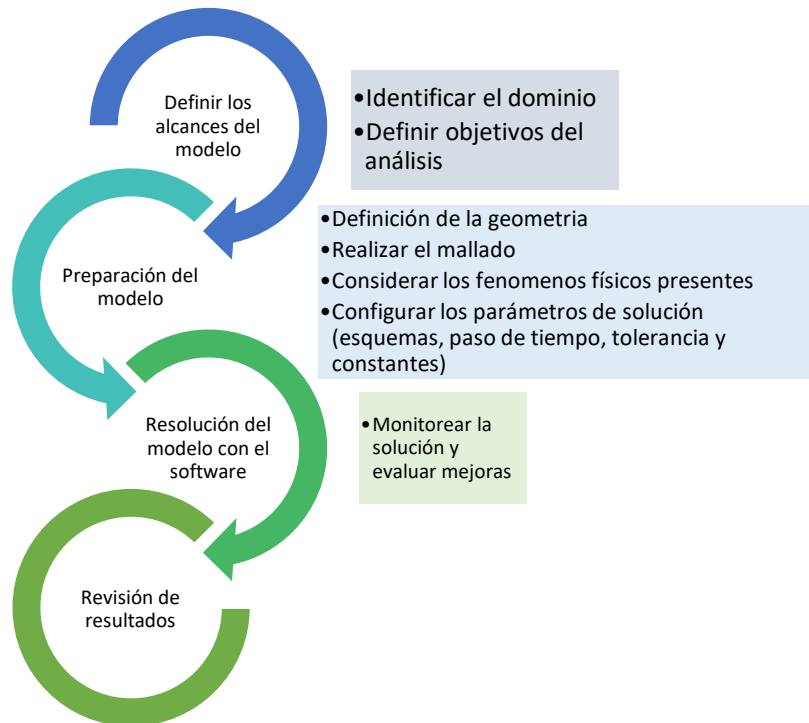 Definir los
alcances del
modelo
•Identificar el dominio
•Definir objetivos del
análisis
Preparación del
modelo
•Definición de la geometria
•Realizar el mallado
•Considerar los fenomenos físicos presentes
•Configurar los parámetros de solución
(esquemas, paso de tiempo, tolerancia y
constantes)
Resolución del
modelo con el
software
•Monitorear la
solución y
evaluar mejoras
Revisión de
resultados